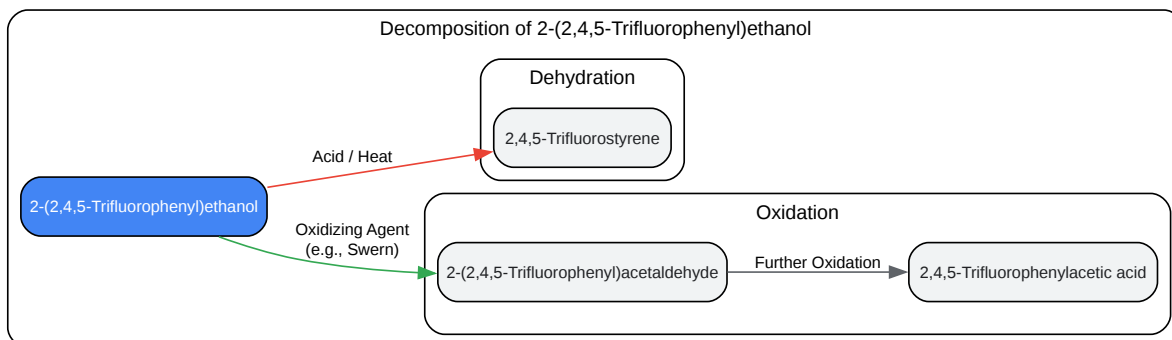 Decomposition of 2-(2,4,5-Trifluorophenyl)ethanol
Dehydration
2,4,5-Trifluorostyrene
Acid / Heat
2-(2,4,5-Trifluorophenyl)ethanol
Oxidation
Oxidizing Agent
(e.g., Swern)
2-(2,4,5-Trifluorophenyl)acetaldehyde
Further Oxidation
2,4,5-Trifluorophenylacetic acid